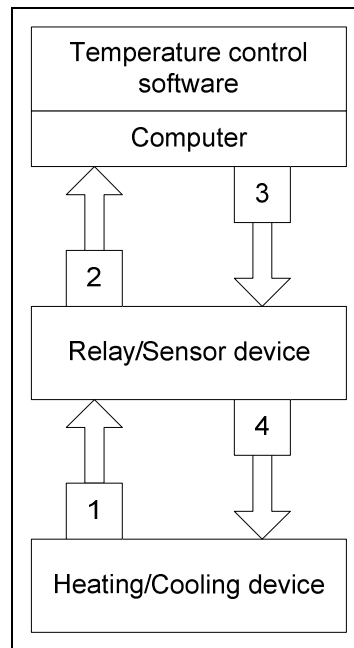 Temperature control
software
Computer
3
2
Relay/Sensor device
4
1
Heating/Cooling device